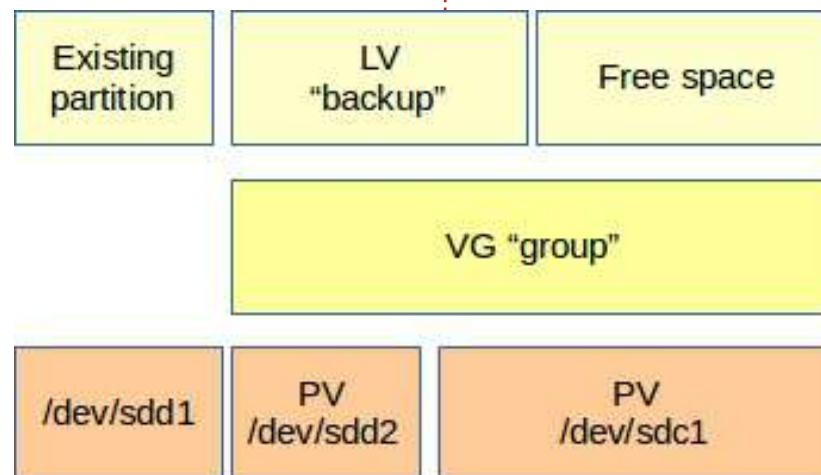 Existing
partition
LV
“backup”
Free space
VG “group”
/dev/sdd1
PV
/dev/sdd2
PV
/dev/sdc1